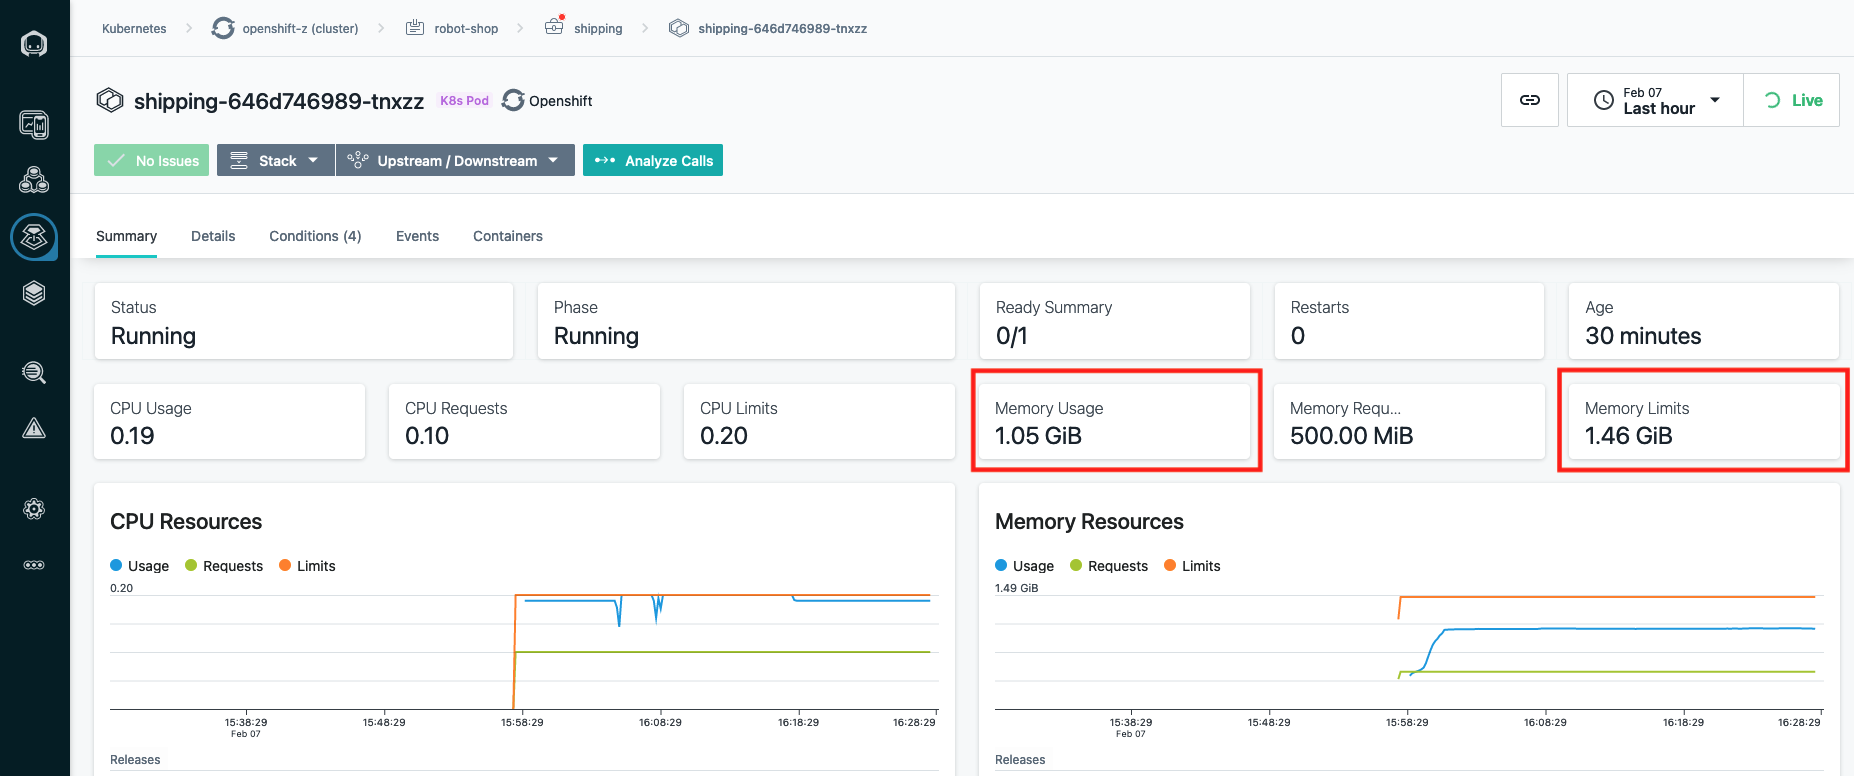 Kubernetes > openshift-z (cluster) > robot-shop > shipping > shipping-646d746989-tnxzz
shipping-646d746989-tnxzz K8s Pod Openshift
Feb 07
Last hour
Live
No Issues Stack Upstream / Downstream Analyze Calls
Summary Details Conditions (4) Events Containers
Status
Running
Phase
Running
Ready Summary
0/1
Restarts
0
Age
30 minutes
CPU Usage
0.19
CPU Requests
0.10
CPU Limits
0.20
Memory Usage
1.05 GiB
Memory Requ...
500.00 MiB
Memory Limits
1.46 GiB
CPU Resources
Usage Requests Limits
0.20
15:38:29 15:48:29 15:58:29 16:08:29 16:18:29 16:28:29
Feb 07
Releases
Memory Resources
Usage Requests Limits
1.49 GiB
15:38:29 15:48:29 15:58:29 16:08:29 16:18:29 16:28:29
Feb 07
Releases